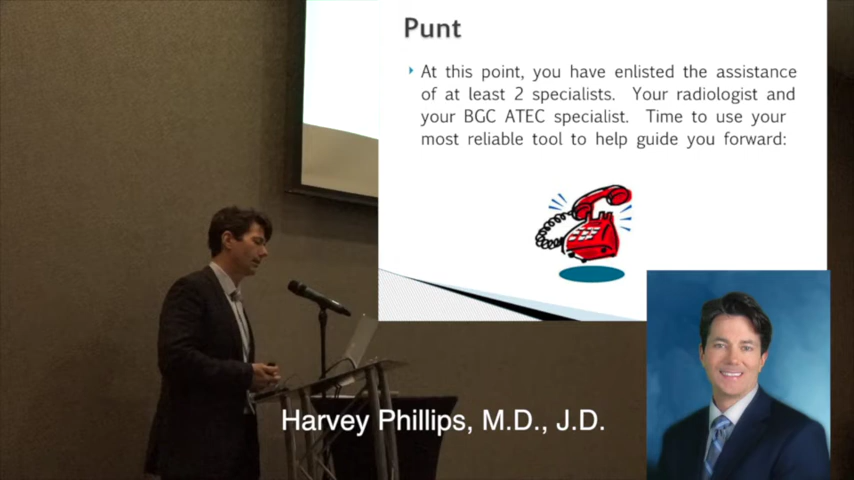 Punt
At this point, you have enlisted the assistance
of at least 2 specialists. Your radiologist and
your BGC ATEC specialist. Time to use your
most reliable tool to help guide you forward:
Harvey Phillips, M.D., J.D.